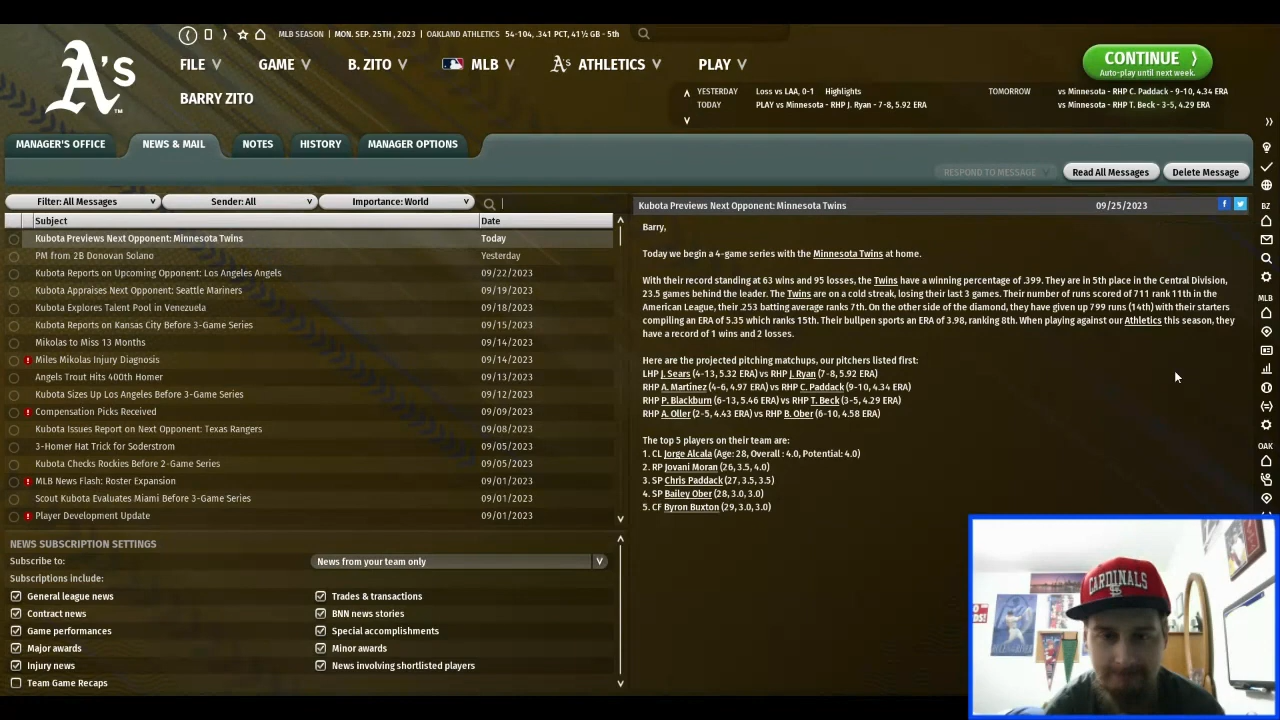 MLB SEASON | MON. SEP. 25TH, 2023 | OAKLAND ATHLETICS 54-104, .341 PCT, 41½ GB - 5th
A's
FILE GAME B. ZITO MLB A's ATHLETICS PLAY
CONTINUE
Auto-play until next week.
BARRY ZITO
YESTERDAY Loss vs LAA, 0-1 Highlights TOMORROW vs Minnesota - RHP C. Paddack - 9-10, 4.34 ERA
TODAY PLAY vs Minnesota - RHP J. Ryan - 7-8, 5.92 ERA vs Minnesota - RHP T. Beck - 3-5, 4.29 ERA
MANAGER'S OFFICE NEWS & MAIL NOTES HISTORY MANAGER OPTIONS
RESPOND TO MESSAGE Read All Messages Delete Message
Filter: All Messages Sender: All Importance: World
Subject Date
Kubota Previews Next Opponent: Minnesota Twins Today
PM from 2B Donovan Solano Yesterday
Kubota Reports on Upcoming Opponent: Los Angeles Angels 09/22/2023
Kubota Appraises Next Opponent: Seattle Mariners 09/19/2023
Kubota Explores Talent Pool in Venezuela 09/18/2023
Kubota Reports on Kansas City Before 3-Game Series 09/15/2023
Mikolas to Miss 13 Months 09/14/2023
Miles Mikolas Injury Diagnosis 09/14/2023
Angels Trout Hits 400th Homer 09/13/2023
Kubota Sizes Up Los Angeles Before 3-Game Series 09/12/2023
Compensation Picks Received 09/09/2023
Kubota Issues Report on Next Opponent: Texas Rangers 09/08/2023
3-Homer Hat Trick for Soderstrom 09/05/2023
Kubota Checks Rockies Before 2-Game Series 09/05/2023
MLB News Flash: Roster Expansion 09/01/2023
Scout Kubota Evaluates Miami Before 3-Game Series 09/01/2023
Player Development Update 09/01/2023
NEWS SUBSCRIPTION SETTINGS
Subscribe to: News from your team only
Subscriptions include:
General league news Trades & transactions
Contract news BNN news stories
Game performances Special accomplishments
Major awards Minor awards
Injury news News involving shortlisted players
Team Game Recaps
Kubota Previews Next Opponent: Minnesota Twins 09/25/2023
Barry,
Today we begin a 4-game series with the Minnesota Twins at home.
With their record standing at 63 wins and 95 losses, the Twins have a winning percentage of .399. They are in 5th place in the Central Division,
23.5 games behind the leader. The Twins are on a cold streak, losing their last 3 games. Their number of runs scored of 711 rank 11th in the
American League, their .253 batting average ranks 7th. On the other side of the diamond, they have given up 799 runs (14th) with their starters
compiling an ERA of 5.35 which ranks 15th. Their bullpen sports an ERA of 3.98, ranking 8th. When playing against our Athletics this season, they
have a record of 1 wins and 2 losses.
Here are the projected pitching matchups, our pitchers listed first:
LHP J. Sears (4-13, 5.32 ERA) vs RHP J. Ryan (7-8, 5.92 ERA)
RHP A. Martinez (4-6, 4.97 ERA) vs RHP C. Paddack (9-10, 4.34 ERA)
RHP P. Blackburn (6-13, 5.46 ERA) vs RHP T. Beck (3-5, 4.29 ERA)
RHP A. Oller (2-5, 4.43 ERA) vs RHP B. Ober (6-10, 4.58 ERA)
The top 5 players on their team are:
1. CL Jorge Alcala (Age: 28, Overall : 4.0, Potential: 4.0)
2. RP Jovani Moran (26, 3.5, 4.0)
3. SP Chris Paddack (27, 3.5, 3.5)
4. SP Bailey Ober (28, 3.0, 3.0)
5. CF Byron Buxton (29, 3.0, 3.0)
BZ
MLB
OAK
CARDINALS